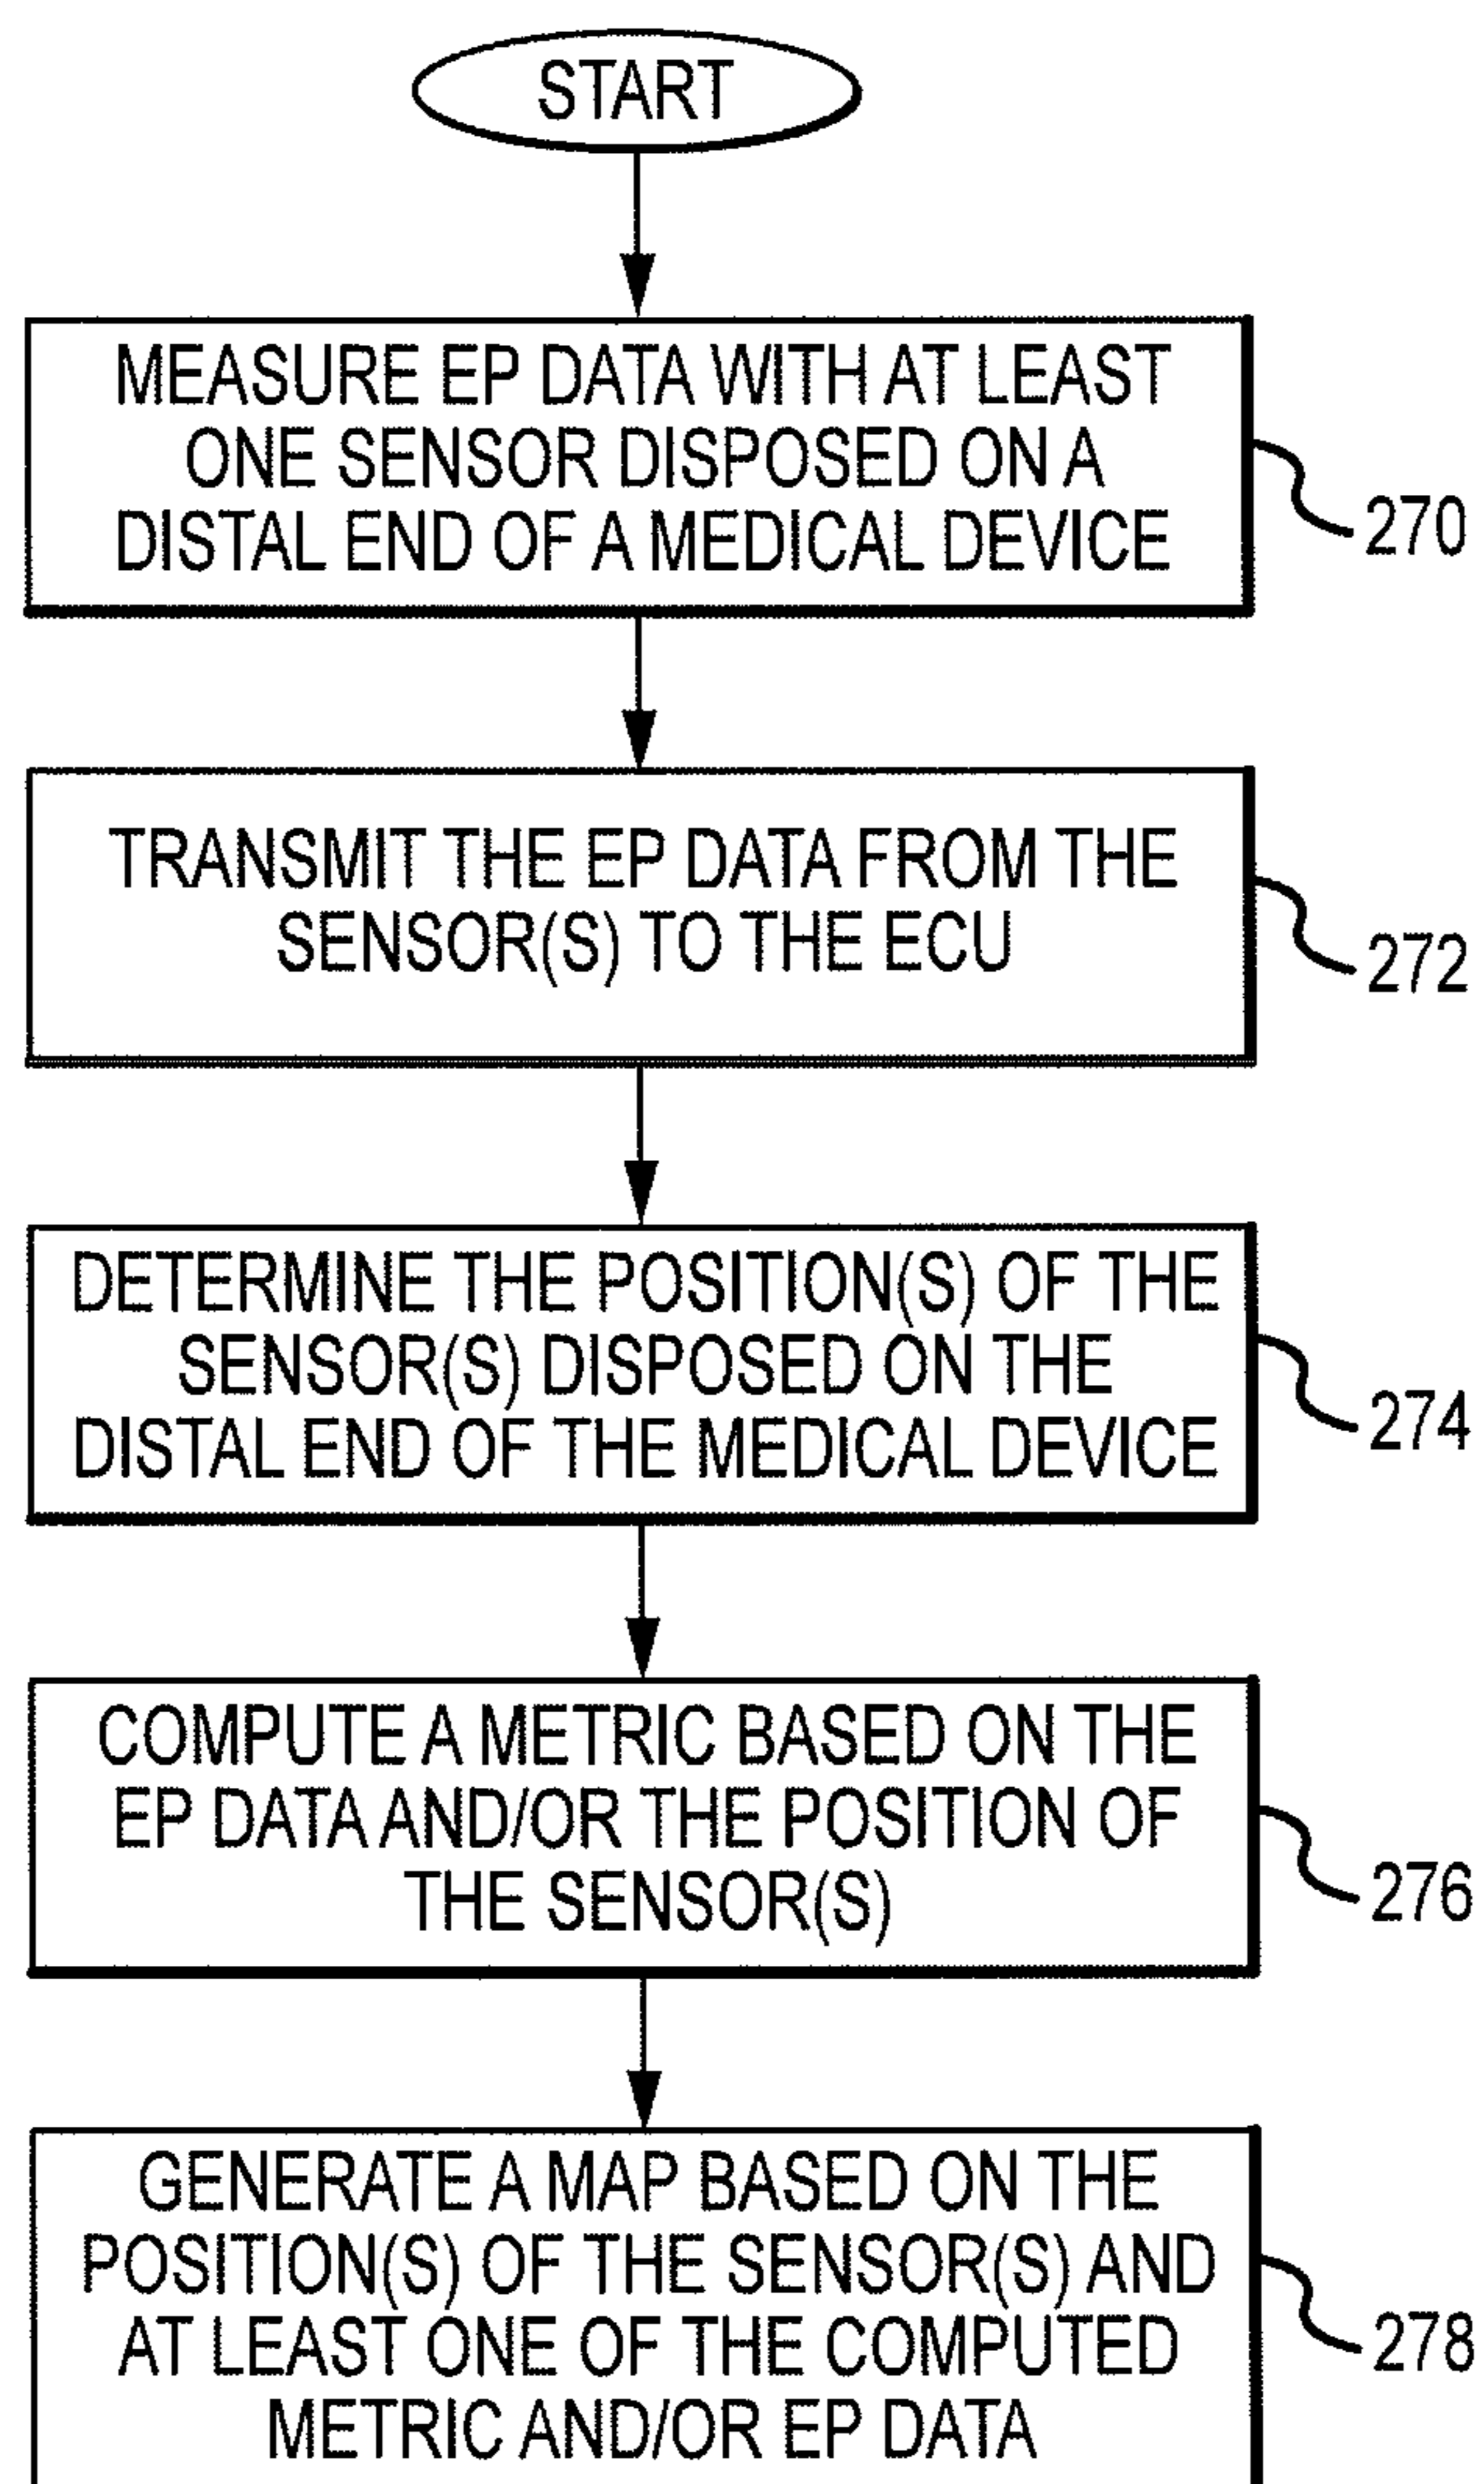 START
MEASURE EP DATA WITH AT LEAST
ONE SENSOR DISPOSED ON A
DISTAL END OF A MEDICAL DEVICE
270
TRANSMIT THE EP DATA FROM THE
SENSOR(S) TO THE ECU
272
DETERMINE THE POSITION(S) OF THE
SENSOR(S) DISPOSED ON THE
DISTAL END OF THE MEDICAL DEVICE
274
COMPUTE A METRIC BASED ON THE
EP DATA AND/OR THE POSITION OF
THE SENSOR(S)
276
GENERATE A MAP BASED ON THE
POSITION(S) OF THE SENSOR(S) AND
AT LEAST ONE OF THE COMPUTED
METRIC AND/OR EP DATA
278